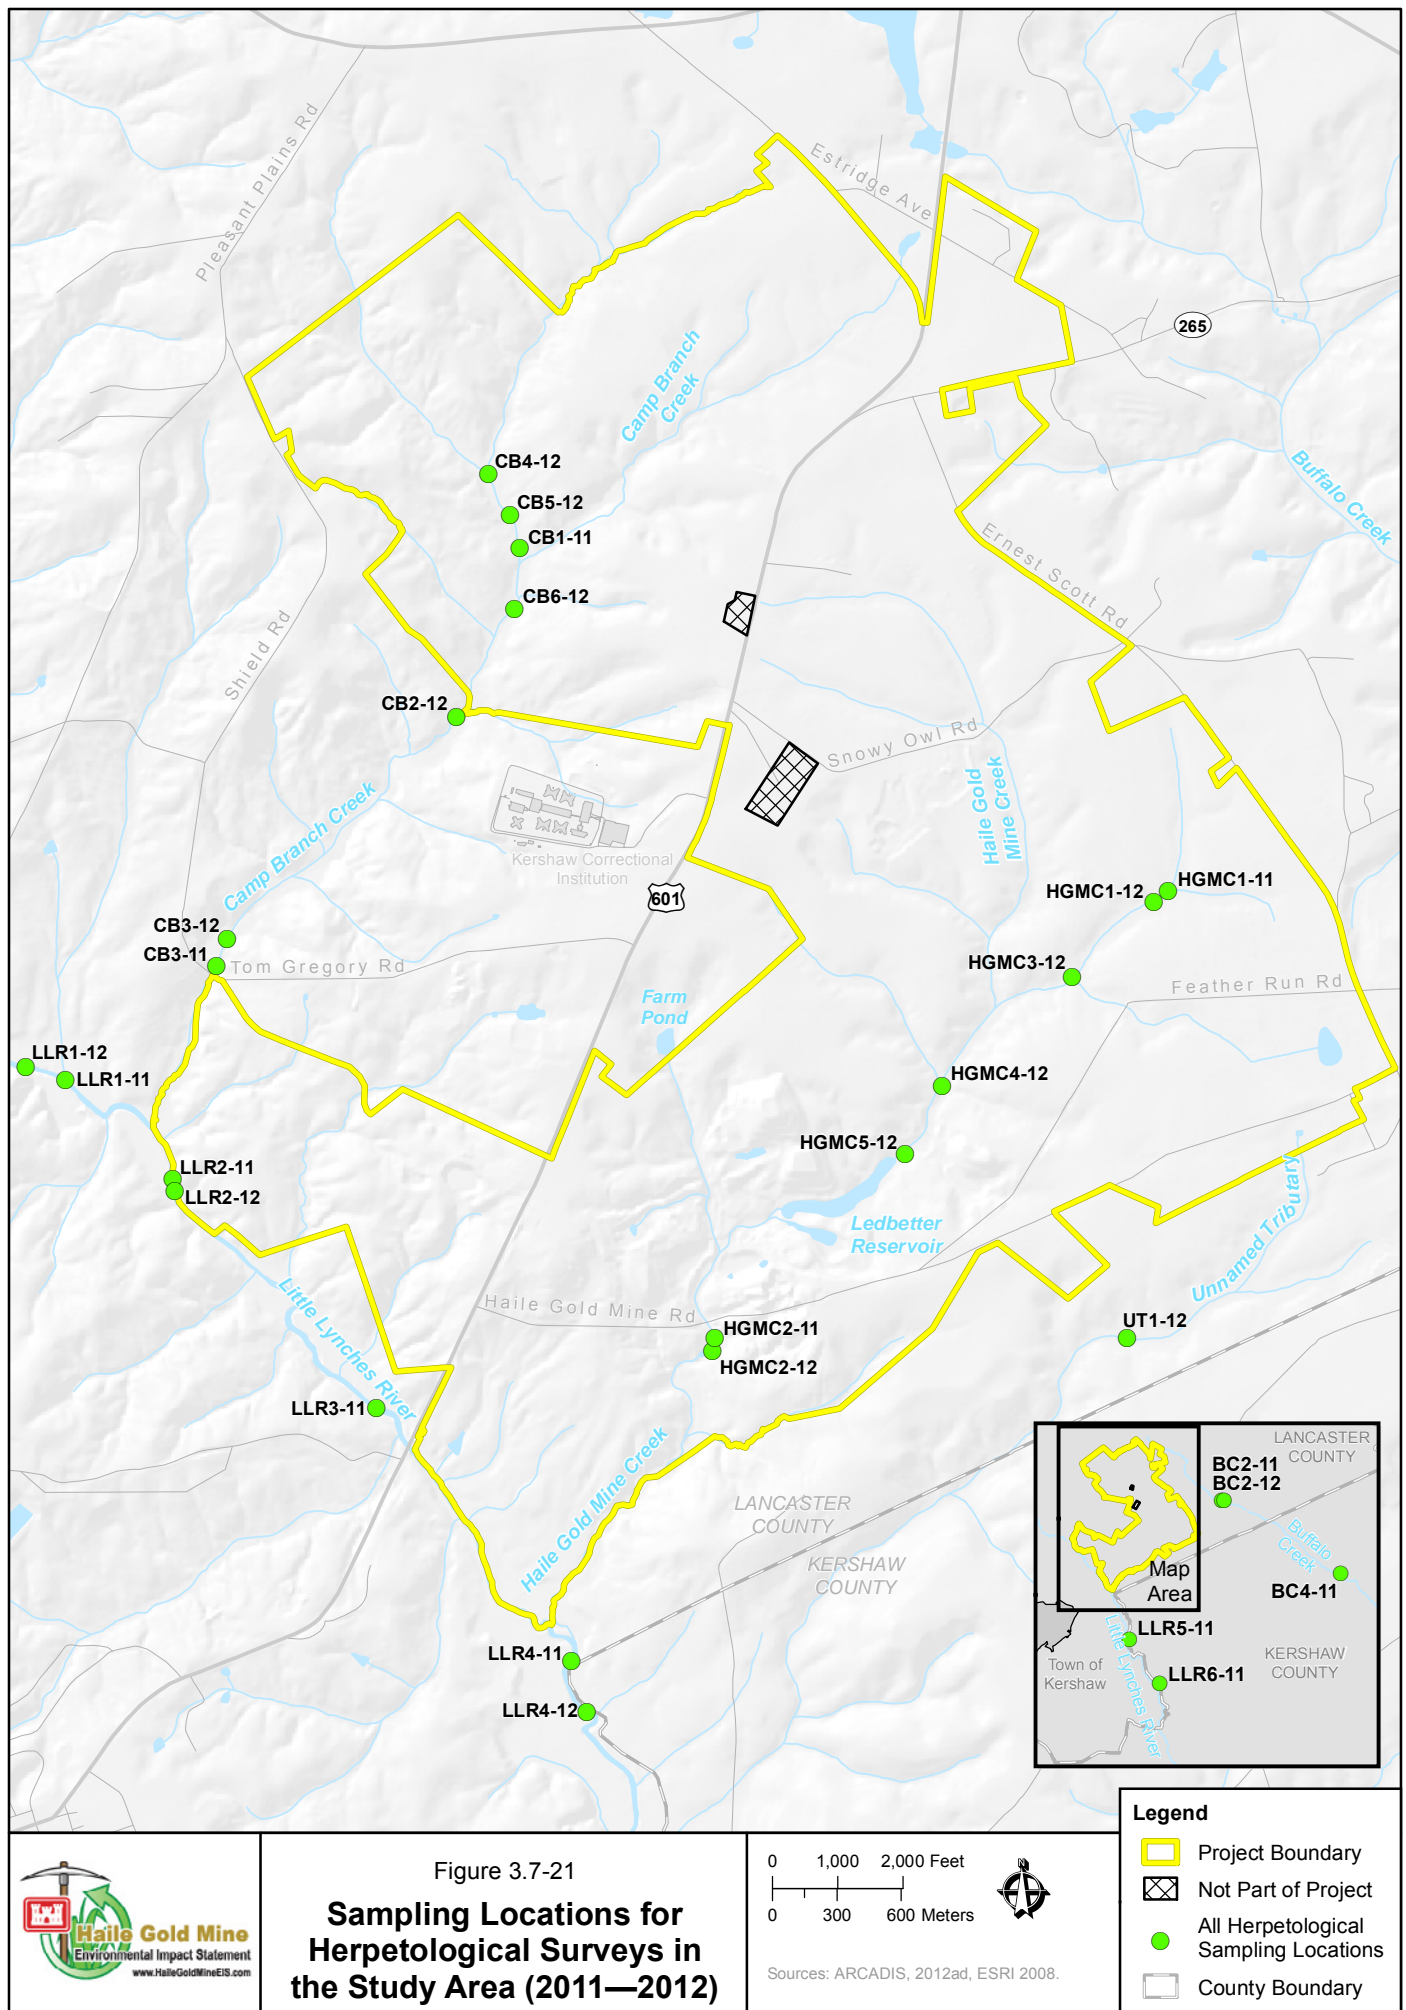 Pleasant Plains Rd
Estridge Ave
265
Camp Branch
Creek
Buffalo Creek
CB4-12
CB5-12
CB1-11
CB6-12
Ernest Scott Rd
Shield Rd
CB2-12
Snowy Owl Rd
Haile Gold
Mine Creek
Camp Branch Creek
Kershaw Correctional
Institution
601
HGMC1-12
HGMC1-11
CB3-12
CB3-11
Tom Gregory Rd
HGMC3-12
Feather Run Rd
Farm
Pond
LLR1-12
LLR1-11
HGMC4-12
HGMC5-12
LLR2-11
LLR2-12
Ledbetter
Reservoir
Unnamed Tributary
Little Lynches River
Haile Gold Mine Rd
HGMC2-11
HGMC2-12
UT1-12
LLR3-11
Haile Gold Mine Creek
LANCASTER
COUNTY
KERSHAW
COUNTY
LLR4-11
LLR4-12
LANCASTER
COUNTY
BC2-11
BC2-12
Buffalo
Creek
Map
Area
BC4-11
LLR5-11
Town of
Kershaw
Little Lynches River
KERSHAW
COUNTY
LLR6-11
Legend
Project Boundary
Not Part of Project
All Herpetological
Sampling Locations
County Boundary
Haile Gold Mine
Environmental Impact Statement
www.HaileGoldMineEIS.com
Figure 3.7-21
Sampling Locations for
Herpetological Surveys in
the Study Area (2011—2012)
0 1,000 2,000 Feet
0 300 600 Meters
N
Sources: ARCADIS, 2012ad, ESRI 2008.